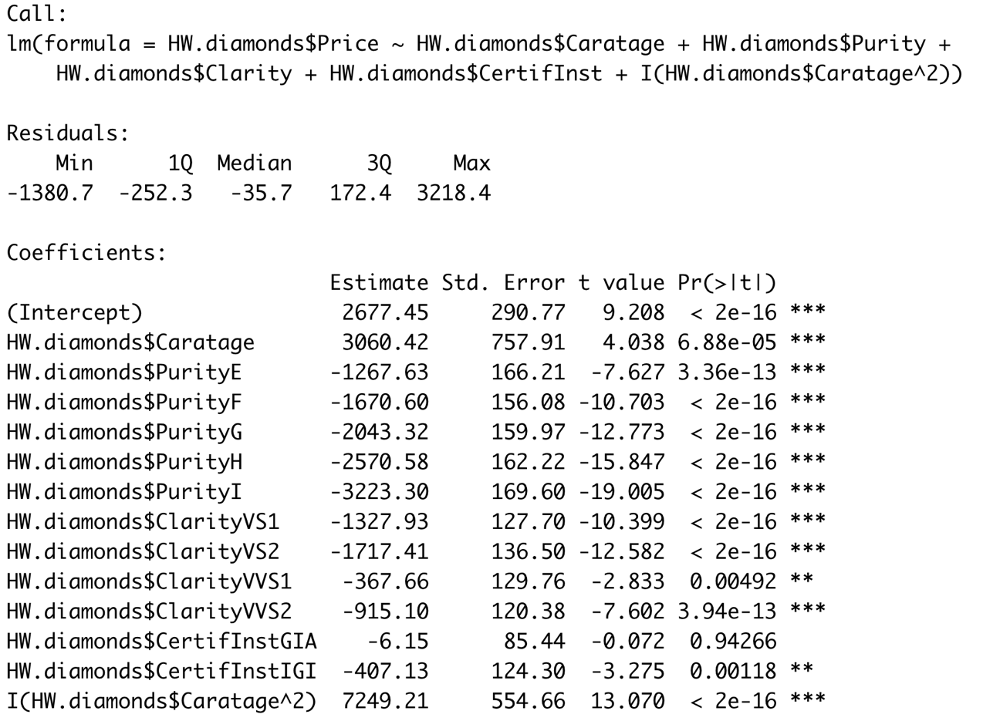 Call:
lm(formula = HW.diamonds$Price ~ HW.diamonds$Caratage + HW.diamonds$Purity +
    HW.diamonds$Clarity + HW.diamonds$CertifInst + I(HW.diamonds$Caratage^2))

Residuals:
    Min      1Q  Median      3Q     Max
-1380.7  -252.3   -35.7   172.4  3218.4

Coefficients:
                          Estimate Std. Error t value Pr(>|t|)
(Intercept)                2677.45     290.77   9.208  < 2e-16 ***
HW.diamonds$Caratage       3060.42     757.91   4.038 6.88e-05 ***
HW.diamonds$PurityE       -1267.63     166.21  -7.627 3.36e-13 ***
HW.diamonds$PurityF       -1670.60     156.08 -10.703  < 2e-16 ***
HW.diamonds$PurityG       -2043.32     159.97 -12.773  < 2e-16 ***
HW.diamonds$PurityH       -2570.58     162.22 -15.847  < 2e-16 ***
HW.diamonds$PurityI       -3223.30     169.60 -19.005  < 2e-16 ***
HW.diamonds$ClarityVS1    -1327.93     127.70 -10.399  < 2e-16 ***
HW.diamonds$ClarityVS2    -1717.41     136.50 -12.582  < 2e-16 ***
HW.diamonds$ClarityVVS1    -367.66     129.76  -2.833  0.00492 **
HW.diamonds$ClarityVVS2    -915.10     120.38  -7.602 3.94e-13 ***
HW.diamonds$CertifInstGIA    -6.15      85.44  -0.072  0.94266
HW.diamonds$CertifInstIGI  -407.13     124.30  -3.275  0.00118 **
I(HW.diamonds$Caratage^2)  7249.21     554.66  13.070  < 2e-16 ***